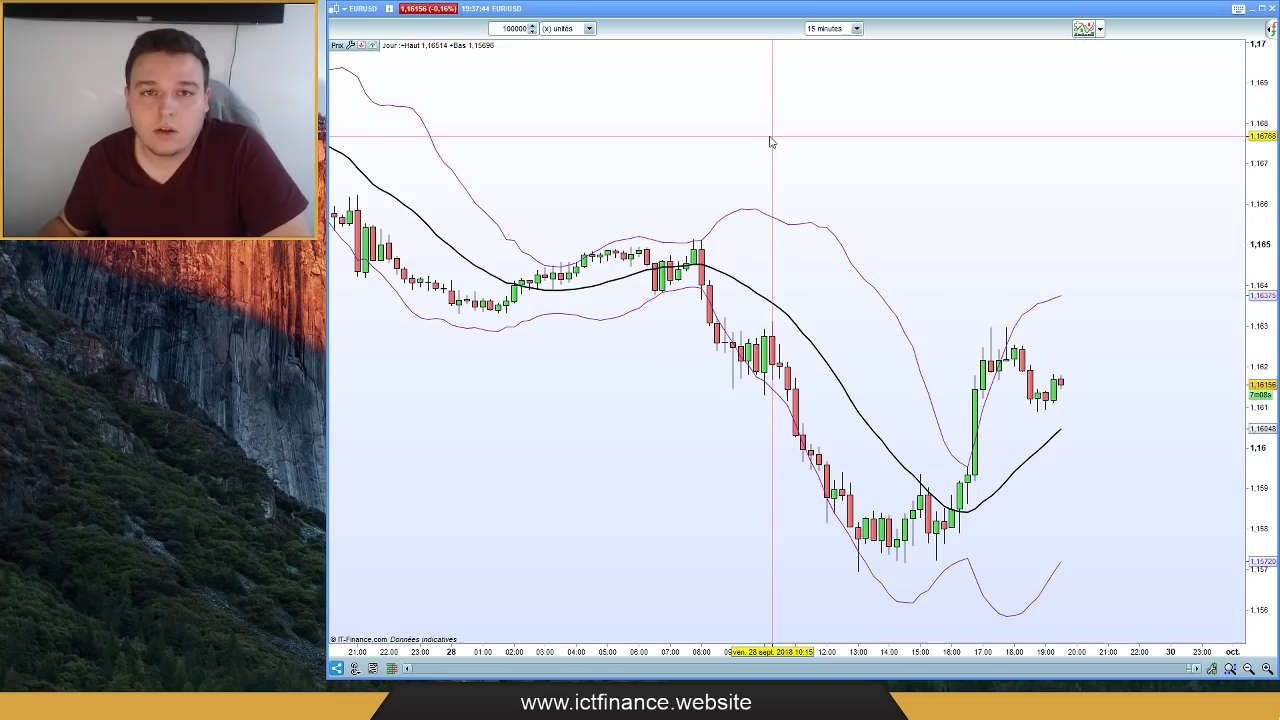 EURUSD 1,16156 (-0,16%) 19:37:44 EUR/USD
100000 (x) unités 15 minutes
Prix Jour :+Haut 1,16514 +Bas 1,15696
1,17
1,169
1,168
1,16768
1,167
1,166
1,165
1,16375
1,164
1,163
1,162
1,16156
7m08s
1,161
1,16048
1,16
1,159
1,158
1,15720
1,157
1,156
© IT-Finance.com Données indicatives
21:00 22:00 23:00 28 01:00 02:00 03:00 04:00 05:00 06:00 07:00 08:00 ven. 28 sept. 2018 10:15 12:00 13:00 14:00 15:00 16:00 17:00 18:00 19:00 20:00 21:00 22:00 30 23:00 oct.
www.ictfinance.website